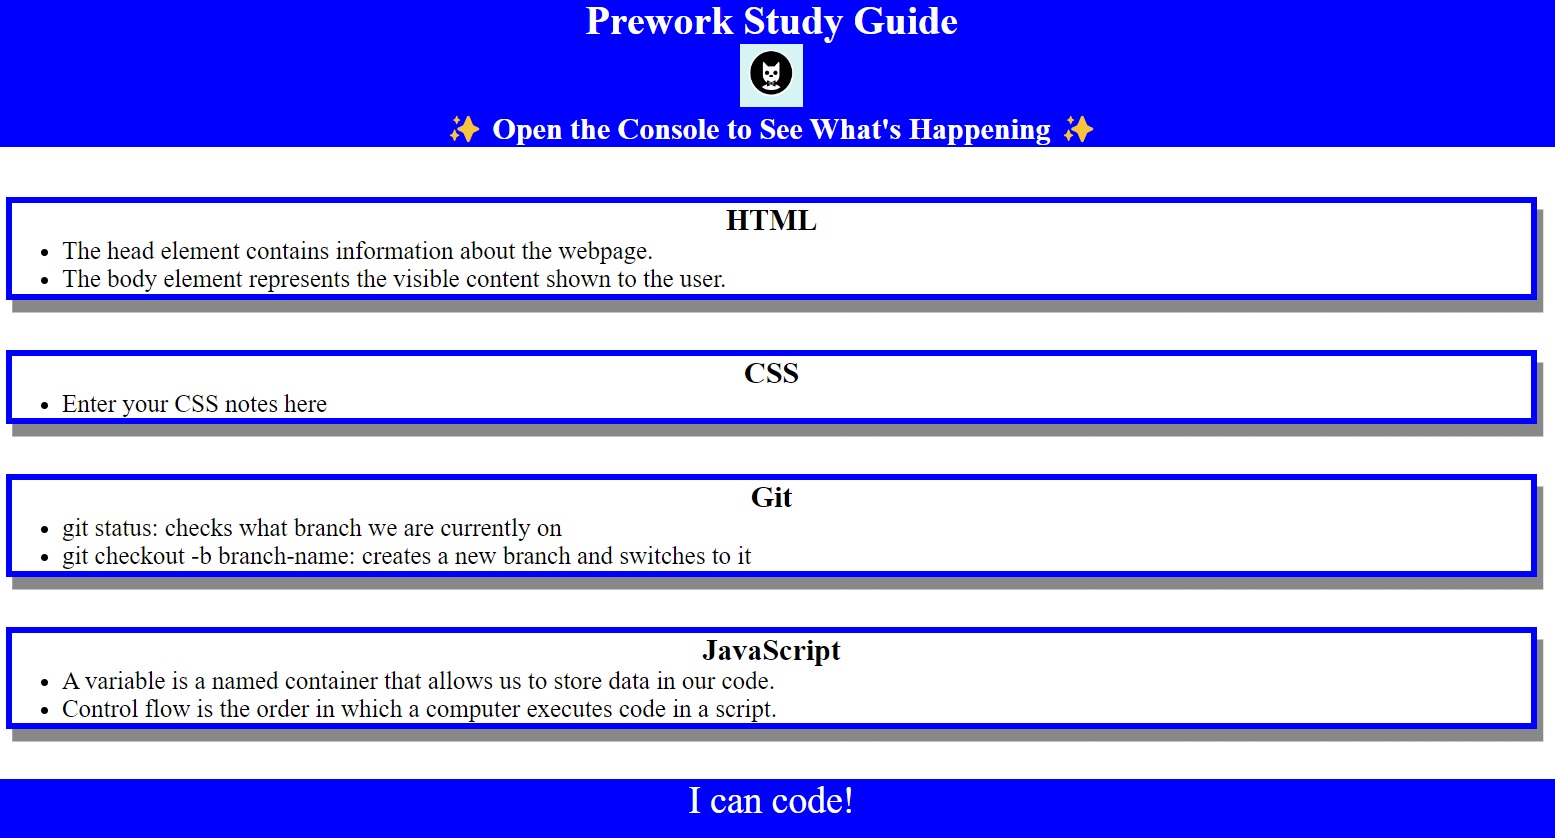 Prework Study Guide
✨ Open the Console to See What's Happening ✨
HTML
• The head element contains information about the webpage.
• The body element represents the visible content shown to the user.
CSS
• Enter your CSS notes here
Git
• git status: checks what branch we are currently on
• git checkout -b branch-name: creates a new branch and switches to it
JavaScript
• A variable is a named container that allows us to store data in our code.
• Control flow is the order in which a computer executes code in a script.
I can code!